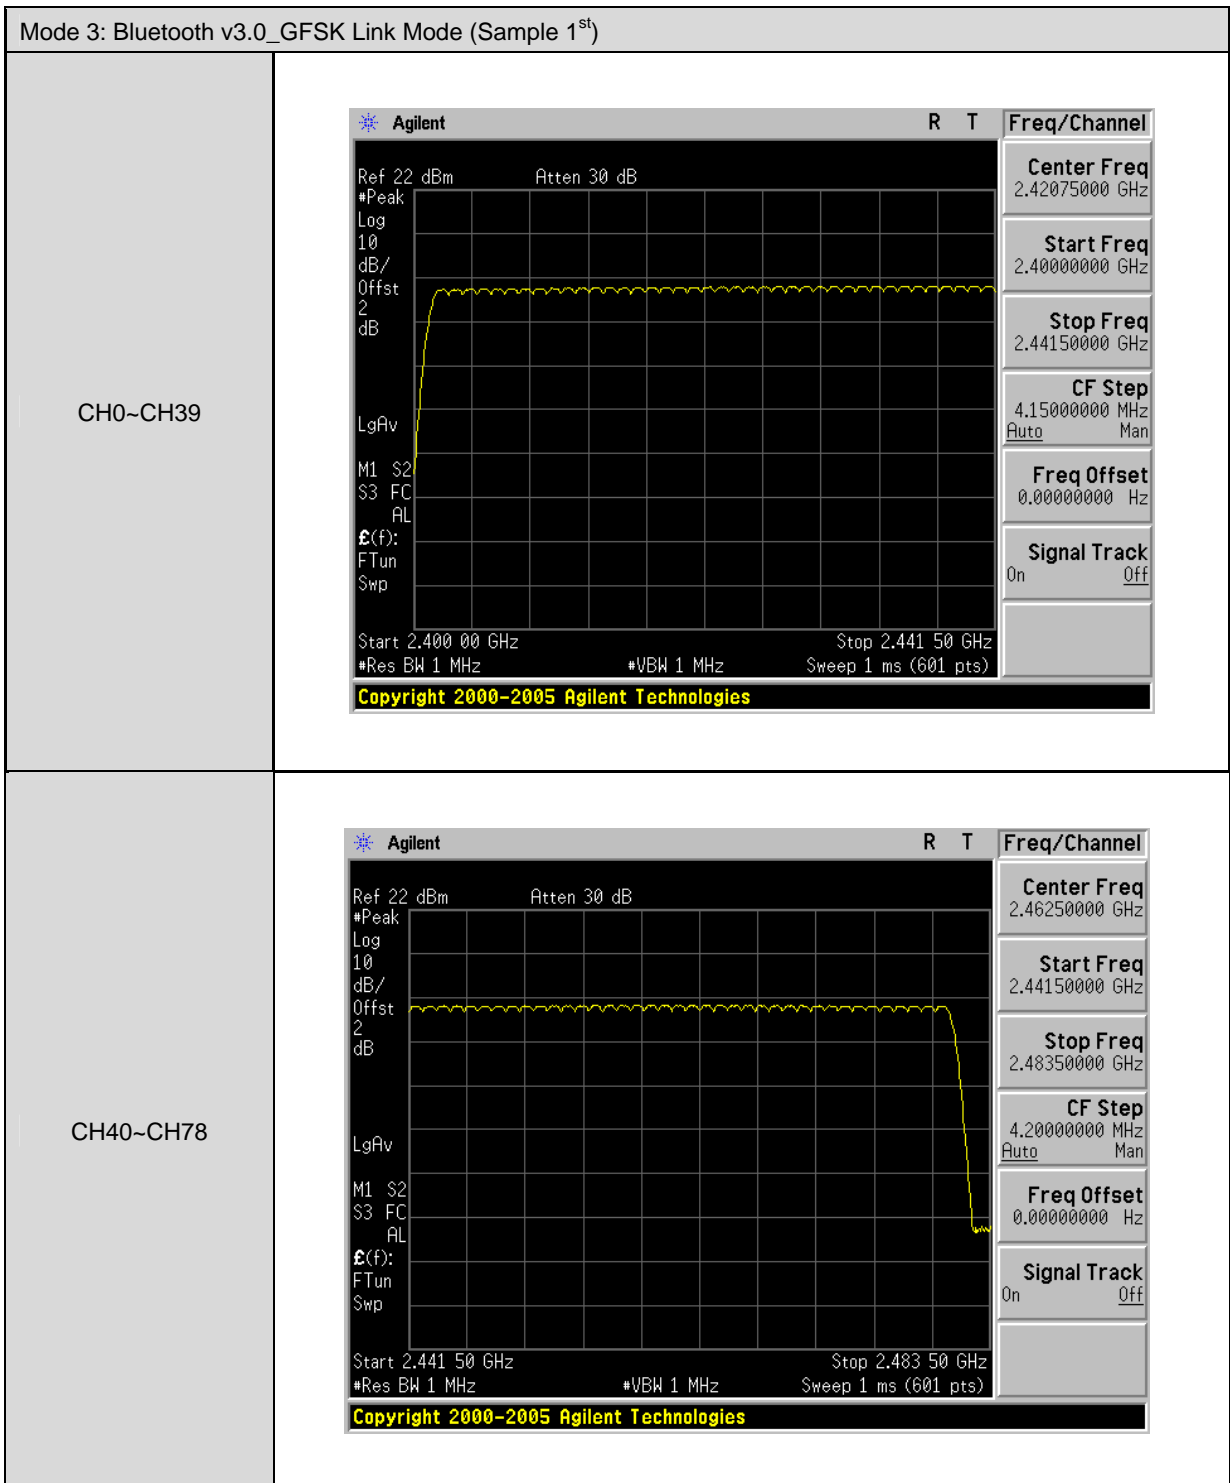 Mode 3: Bluetooth v3.0_GFSK Link Mode (Sample 1st)
CH0~CH39
Agilent R T Freq/Channel
Ref 22 dBm Atten 30 dB
#Peak
Log
10
dB/
Offst
2
dB
LgAv
M1 S2
S3 FC
AL
£(f):
FTun
Swp
Start 2.400 00 GHz Stop 2.441 50 GHz
#Res BW 1 MHz #VBW 1 MHz Sweep 1 ms (601 pts)
Copyright 2000-2005 Agilent Technologies
Center Freq
2.42075000 GHz
Start Freq
2.40000000 GHz
Stop Freq
2.44150000 GHz
CF Step
4.15000000 MHz
Auto Man
Freq Offset
0.00000000 Hz
Signal Track
On Off
CH40~CH78
Agilent R T Freq/Channel
Ref 22 dBm Atten 30 dB
#Peak
Log
10
dB/
Offst
2
dB
LgAv
M1 S2
S3 FC
AL
£(f):
FTun
Swp
Start 2.441 50 GHz Stop 2.483 50 GHz
#Res BW 1 MHz #VBW 1 MHz Sweep 1 ms (601 pts)
Copyright 2000-2005 Agilent Technologies
Center Freq
2.46250000 GHz
Start Freq
2.44150000 GHz
Stop Freq
2.48350000 GHz
CF Step
4.20000000 MHz
Auto Man
Freq Offset
0.00000000 Hz
Signal Track
On Off